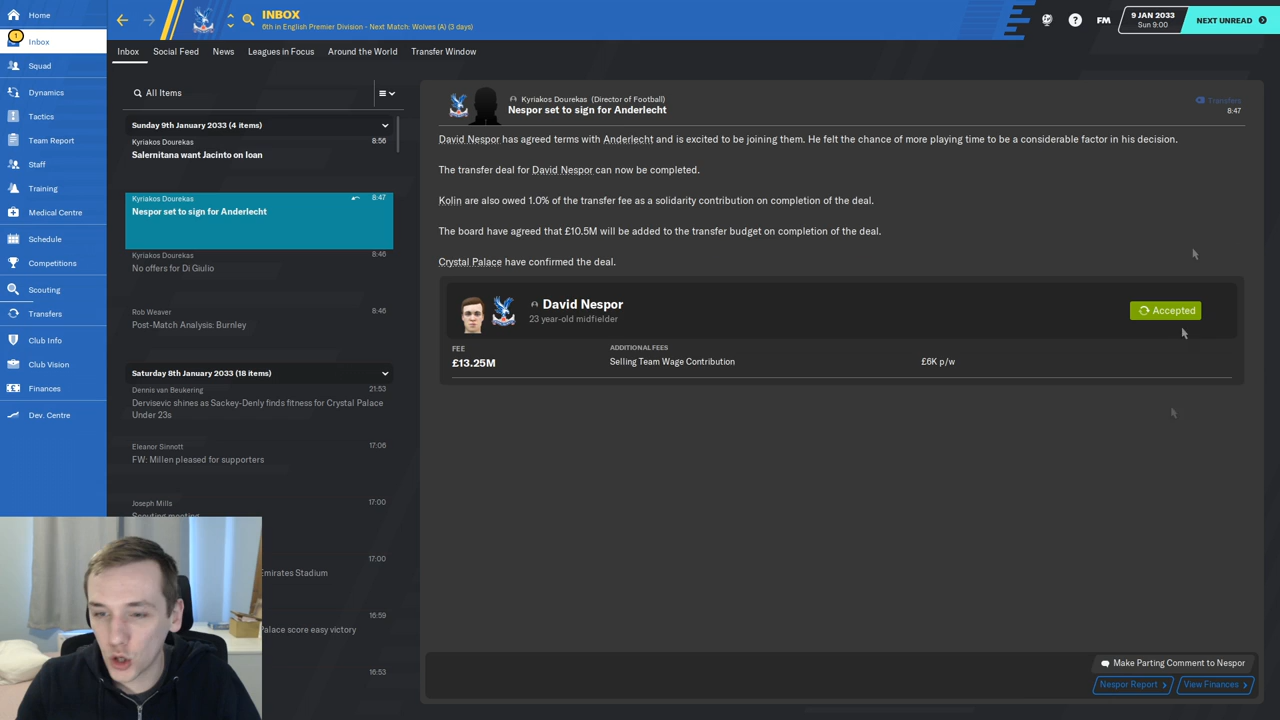 Home
INBOX
6th in English Premier Division - Next Match: Wolves (A) (3 days)
FM
9 JAN 2033
Sun 9:00
NEXT UNREAD
1
Inbox
Squad
Dynamics
Tactics
Team Report
Staff
Training
Medical Centre
Schedule
Competitions
Scouting
Transfers
Club Info
Club Vision
Finances
Dev. Centre
Inbox
Social Feed
News
Leagues in Focus
Around the World
Transfer Window
All Items
Sunday 9th January 2033 (4 items)
Kyriakos Dourekas 8:56
Salernitana want Jacinto on loan
Kyriakos Dourekas 8:47
Nespor set to sign for Anderlecht
Kyriakos Dourekas 8:46
No offers for Di Giulio
Rob Weaver 8:46
Post-Match Analysis: Burnley
Saturday 8th January 2033 (18 items)
Dennis van Beukering 21:53
Dervisevic shines as Sackey-Denly finds fitness for Crystal Palace
Under 23s
Eleanor Sinnott 17:06
FW: Millen pleased for supporters
Joseph Mills 17:00
Scouting meeting
17:00
Emirates Stadium
16:59
Palace score easy victory
16:53
Kyriakos Dourekas (Director of Football)
Nespor set to sign for Anderlecht
Transfers
8:47
David Nespor has agreed terms with Anderlecht and is excited to be joining them. He felt the chance of more playing time to be a considerable factor in his decision.
The transfer deal for David Nespor can now be completed.
Kolin are also owed 1.0% of the transfer fee as a solidarity contribution on completion of the deal.
The board have agreed that £10.5M will be added to the transfer budget on completion of the deal.
Crystal Palace have confirmed the deal.
David Nespor
23 year-old midfielder
Accepted
FEE
£13.25M
ADDITIONAL FEES
Selling Team Wage Contribution £6K p/w
Make Parting Comment to Nespor
Nespor Report
View Finances